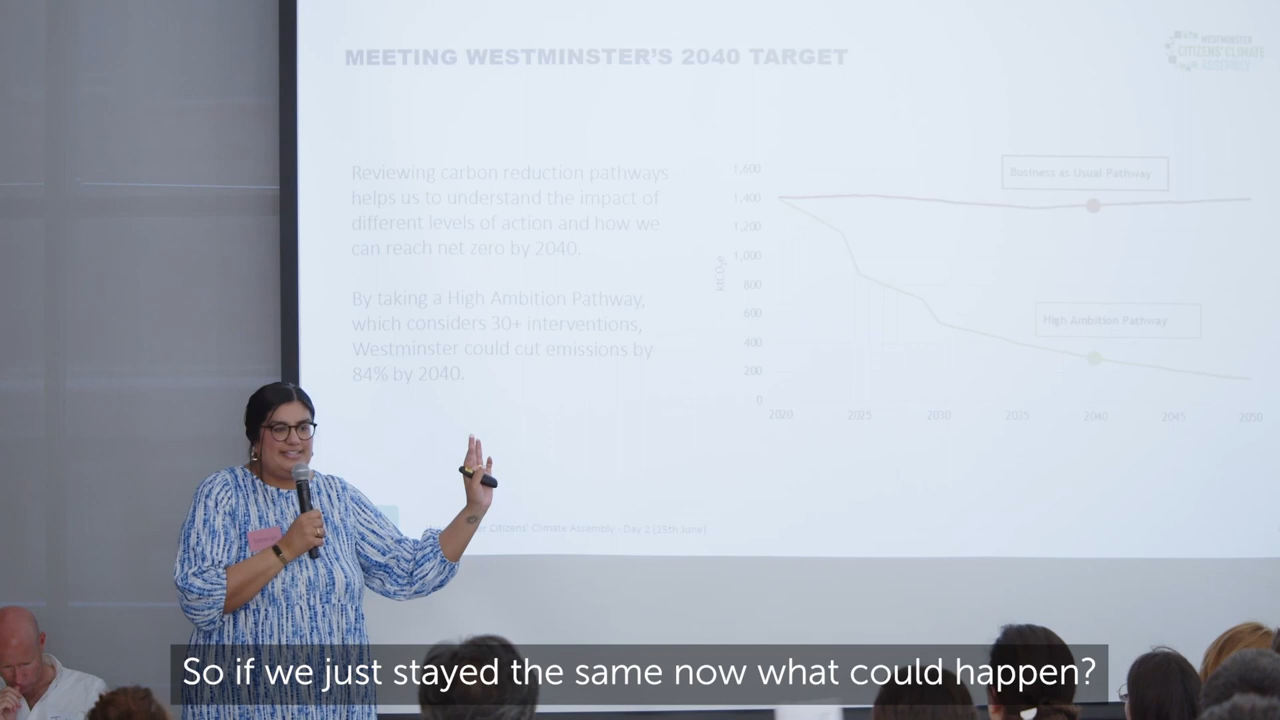 MEETING WESTMINSTER'S 2040 TARGET
WESTMINSTER
CITIZENS' CLIMATE
ASSEMBLY
Reviewing carbon reduction pathways
helps us to understand the impact of
different levels of action and how we
can reach net zero by 2040.
By taking a High Ambition Pathway,
which considers 30+ interventions,
Westminster could cut emissions by
84% by 2040.
1,600
1,400
1,200
1,000
800
600
400
200
0
ktCO₂e
Business as Usual Pathway
High Ambition Pathway
2020 2025 2030 2035 2040 2045 2050
Citizens' Climate Assembly - Day 2 (25th June)
So if we just stayed the same now what could happen?